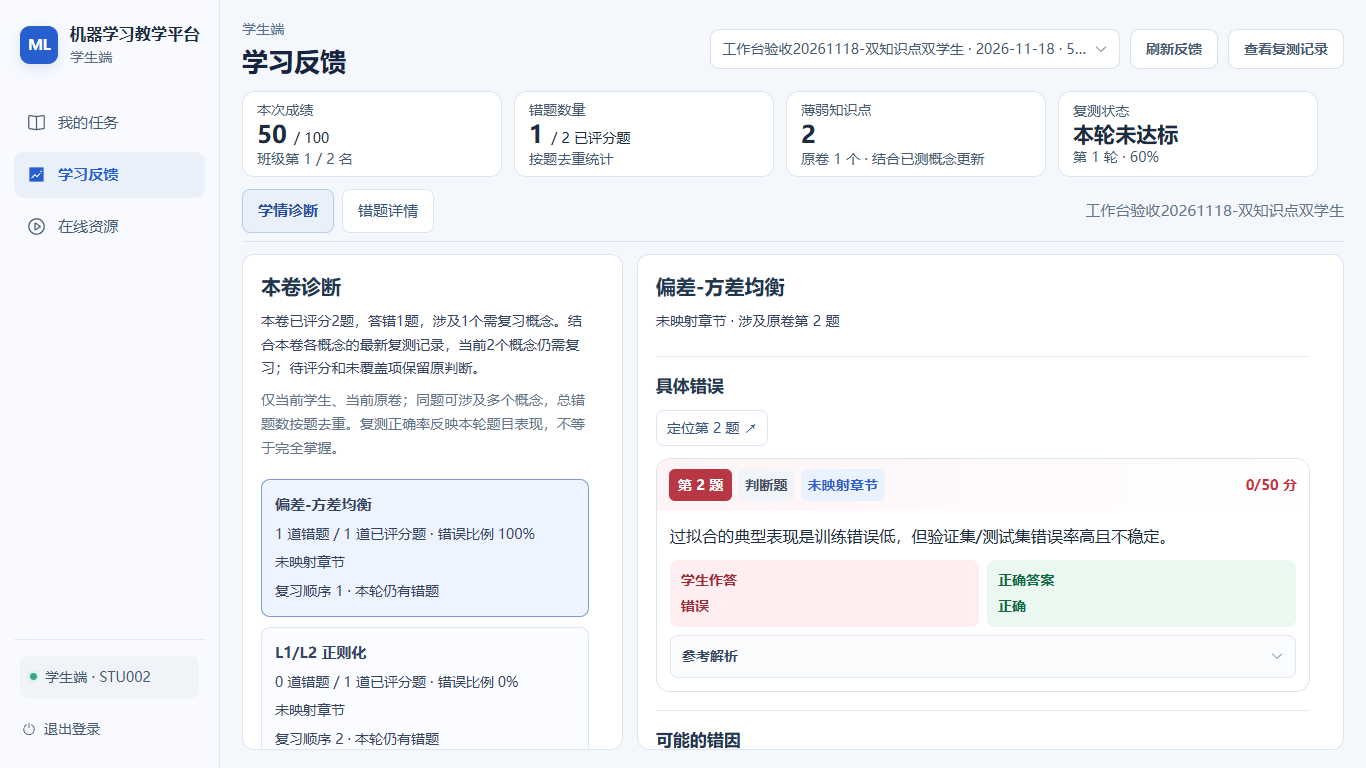 ML
机器学习教学平台
学生端
我的任务
学习反馈
在线资源
学生端 · STU002
退出登录
学生端
学习反馈
工作台验收20261118-双知识点双学生 · 2026-11-18 · 5...
刷新反馈
查看复测记录
本次成绩
50 / 100
班级第 1 / 2 名
错题数量
1 / 2 已评分题
按题去重统计
薄弱知识点
2
原卷 1 个 · 结合已测概念更新
复测状态
本轮未达标
第 1 轮 · 60%
学情诊断
错题详情
工作台验收20261118-双知识点双学生
本卷诊断
本卷已评分2题，答错1题，涉及1个需复习概念。结
合本卷各概念的最新复测记录，当前2个概念仍需复
习；待评分和未覆盖项保留原判断。
仅当前学生、当前原卷；同题可涉及多个概念，总错
题数按题去重。复测正确率反映本轮题目表现，不等
于完全掌握。
偏差-方差均衡
1 道错题 / 1 道已评分题 · 错误比例 100%
未映射章节
复习顺序 1 · 本轮仍有错题
L1/L2 正则化
0 道错题 / 1 道已评分题 · 错误比例 0%
未映射章节
复习顺序 2 · 本轮仍有错题
偏差-方差均衡
未映射章节 · 涉及原卷第 2 题
具体错误
定位第 2 题 ↗
第 2 题
判断题
未映射章节
0/50 分
过拟合的典型表现是训练错误低，但验证集/测试集错误率高且不稳定。
学生作答
错误
正确答案
正确
参考解析
可能的错因